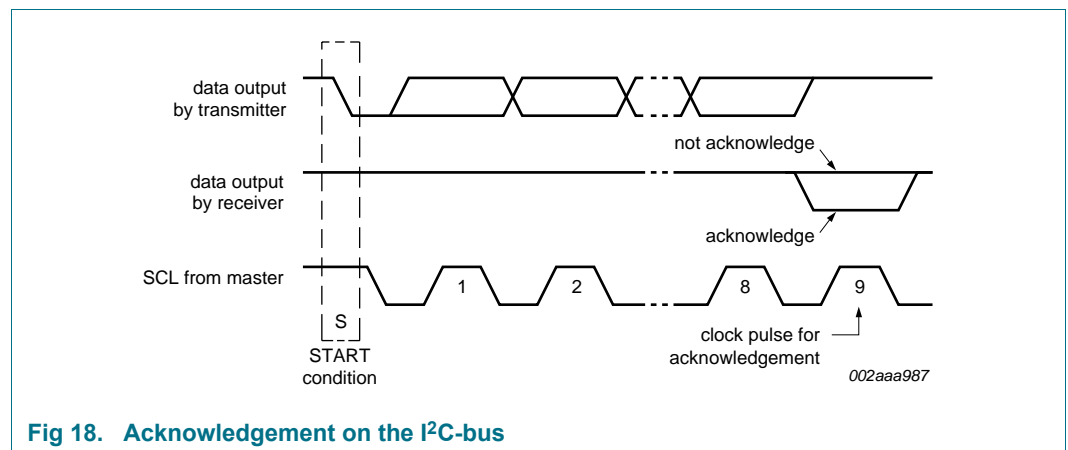 data output
by transmitter
not acknowledge
data output
by receiver
acknowledge
SCL from master
1
2
8
9
S
START
condition
clock pulse for
acknowledgement
002aaa987
Fig 18. Acknowledgement on the I²C-bus